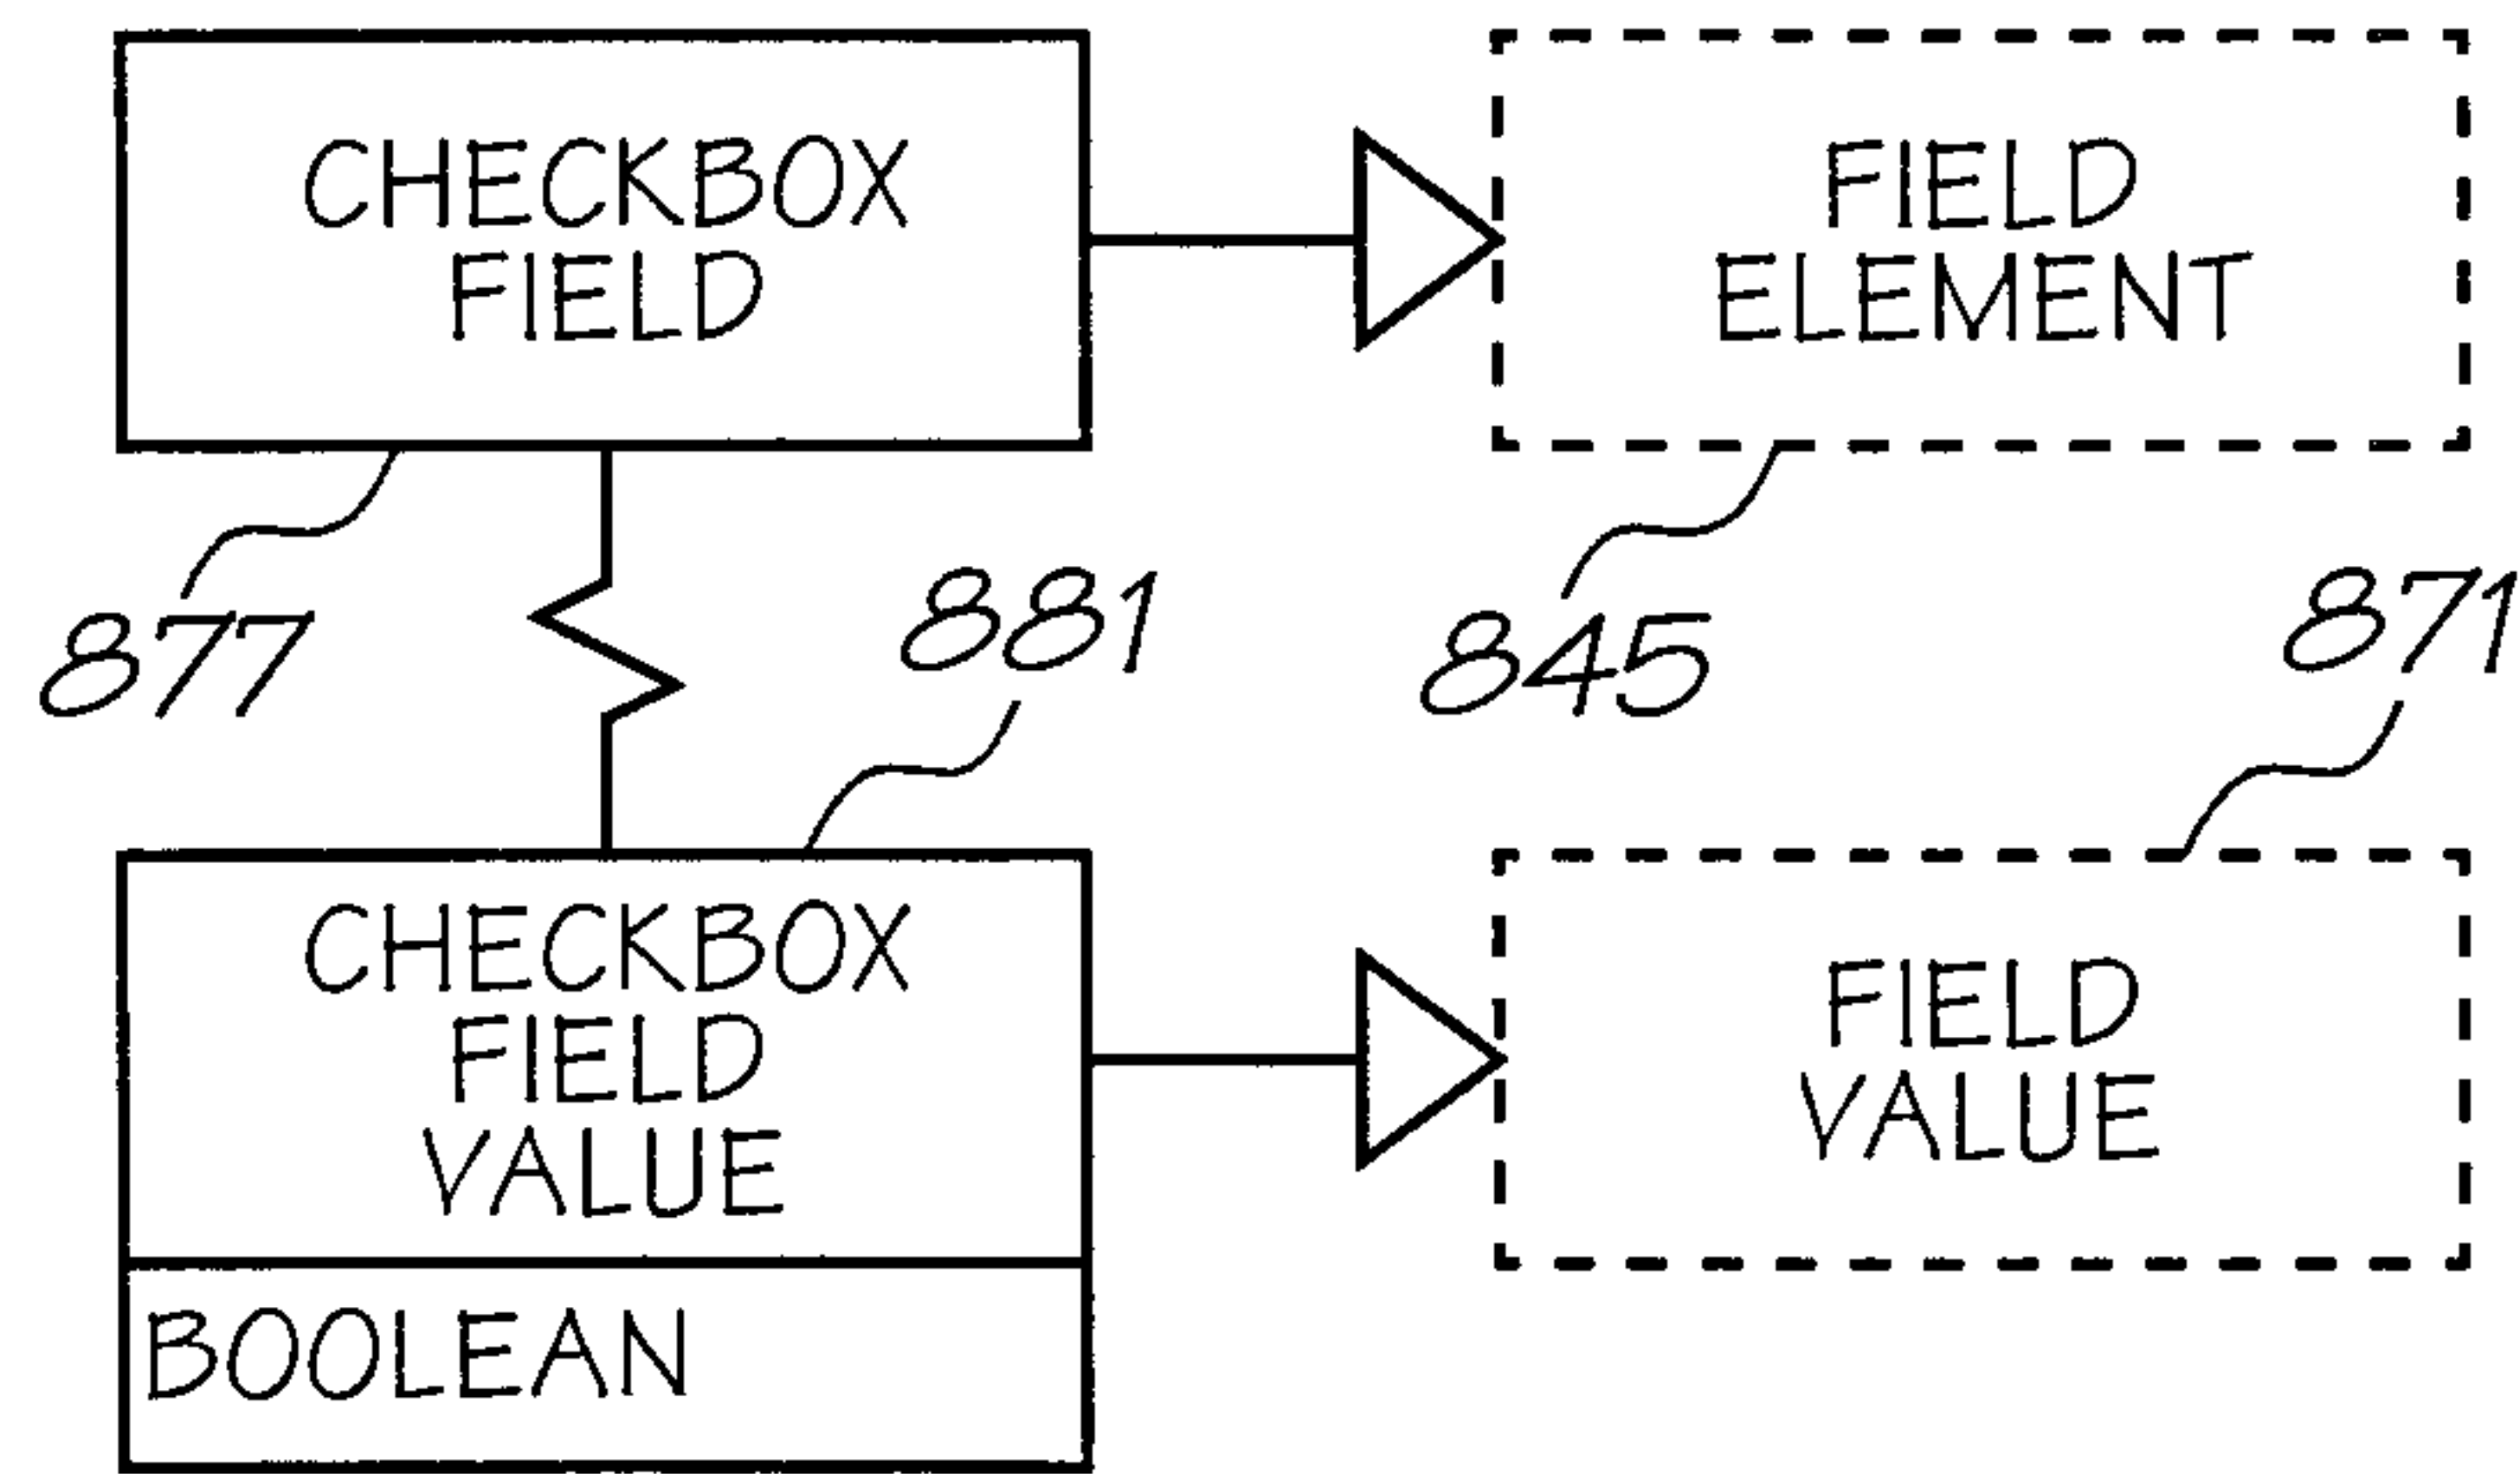 CHECKBOX
FIELD
FIELD
ELEMENT
877
881
845
871
CHECKBOX
FIELD
VALUE
BOOLEAN
FIELD
VALUE